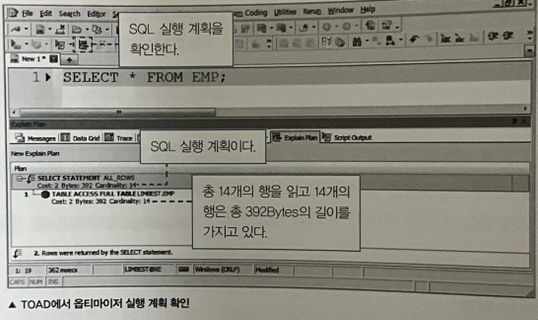 File Edit Search Editor Coding Utilities Rerun Window Help
SQL 실행 계획을
확인한다.
New 1*
1 SELECT * FROM EMP;
Explain Plan
Messages Data Grid Trace Explain Plan Script Output
SQL 실행 계획이다.
New Explain Plan
Plan
SELECT STATEMENT ALL_ROWS
Cost: 2 Bytes: 392 Cardinality: 14
1 TABLE ACCESS FULL TABLE LIMBEST.EMP
Cost: 2 Bytes: 392 Cardinality: 14
총 14개의 행을 읽고 14개의
행은 총 392Bytes의 길이를
가지고 있다.
2. Rows were returned by the SELECT statement.
1: 19 362 msecs LIMBEST@XE Windows (CRLF) Modified
CAPS NUM INS
▲ TOAD에서 옵티마이저 실행 계획 확인